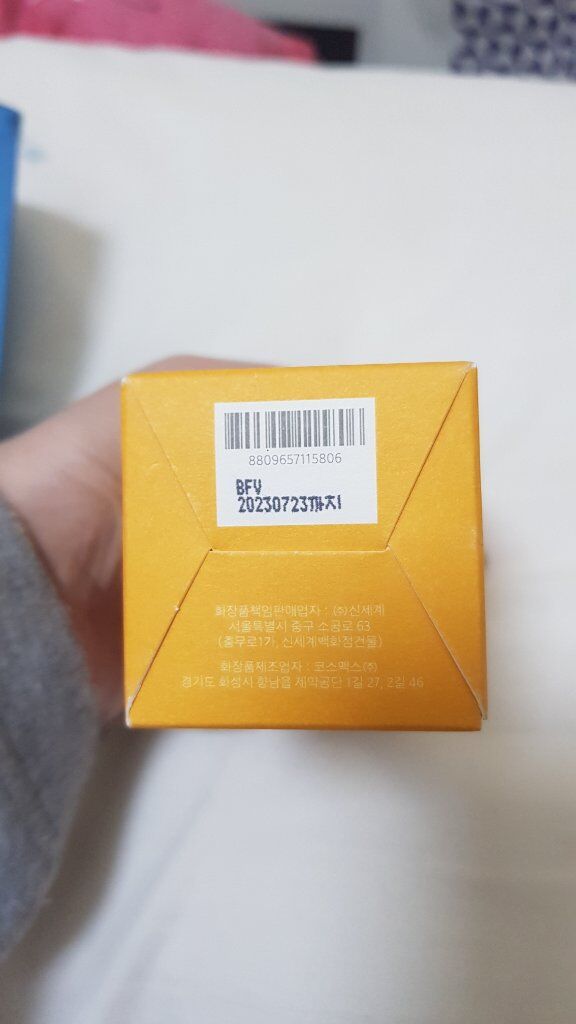 8809657115806
BFV
20230723까지
화장품책임판매업자 : (주)신세계
서울특별시 중구 소공로 63
(충무로1가, 신세계백화점건물)
화장품제조업자 : 코스맥스(주)
경기도 화성시 향남읍 제약공단 1길 27, 2길 46